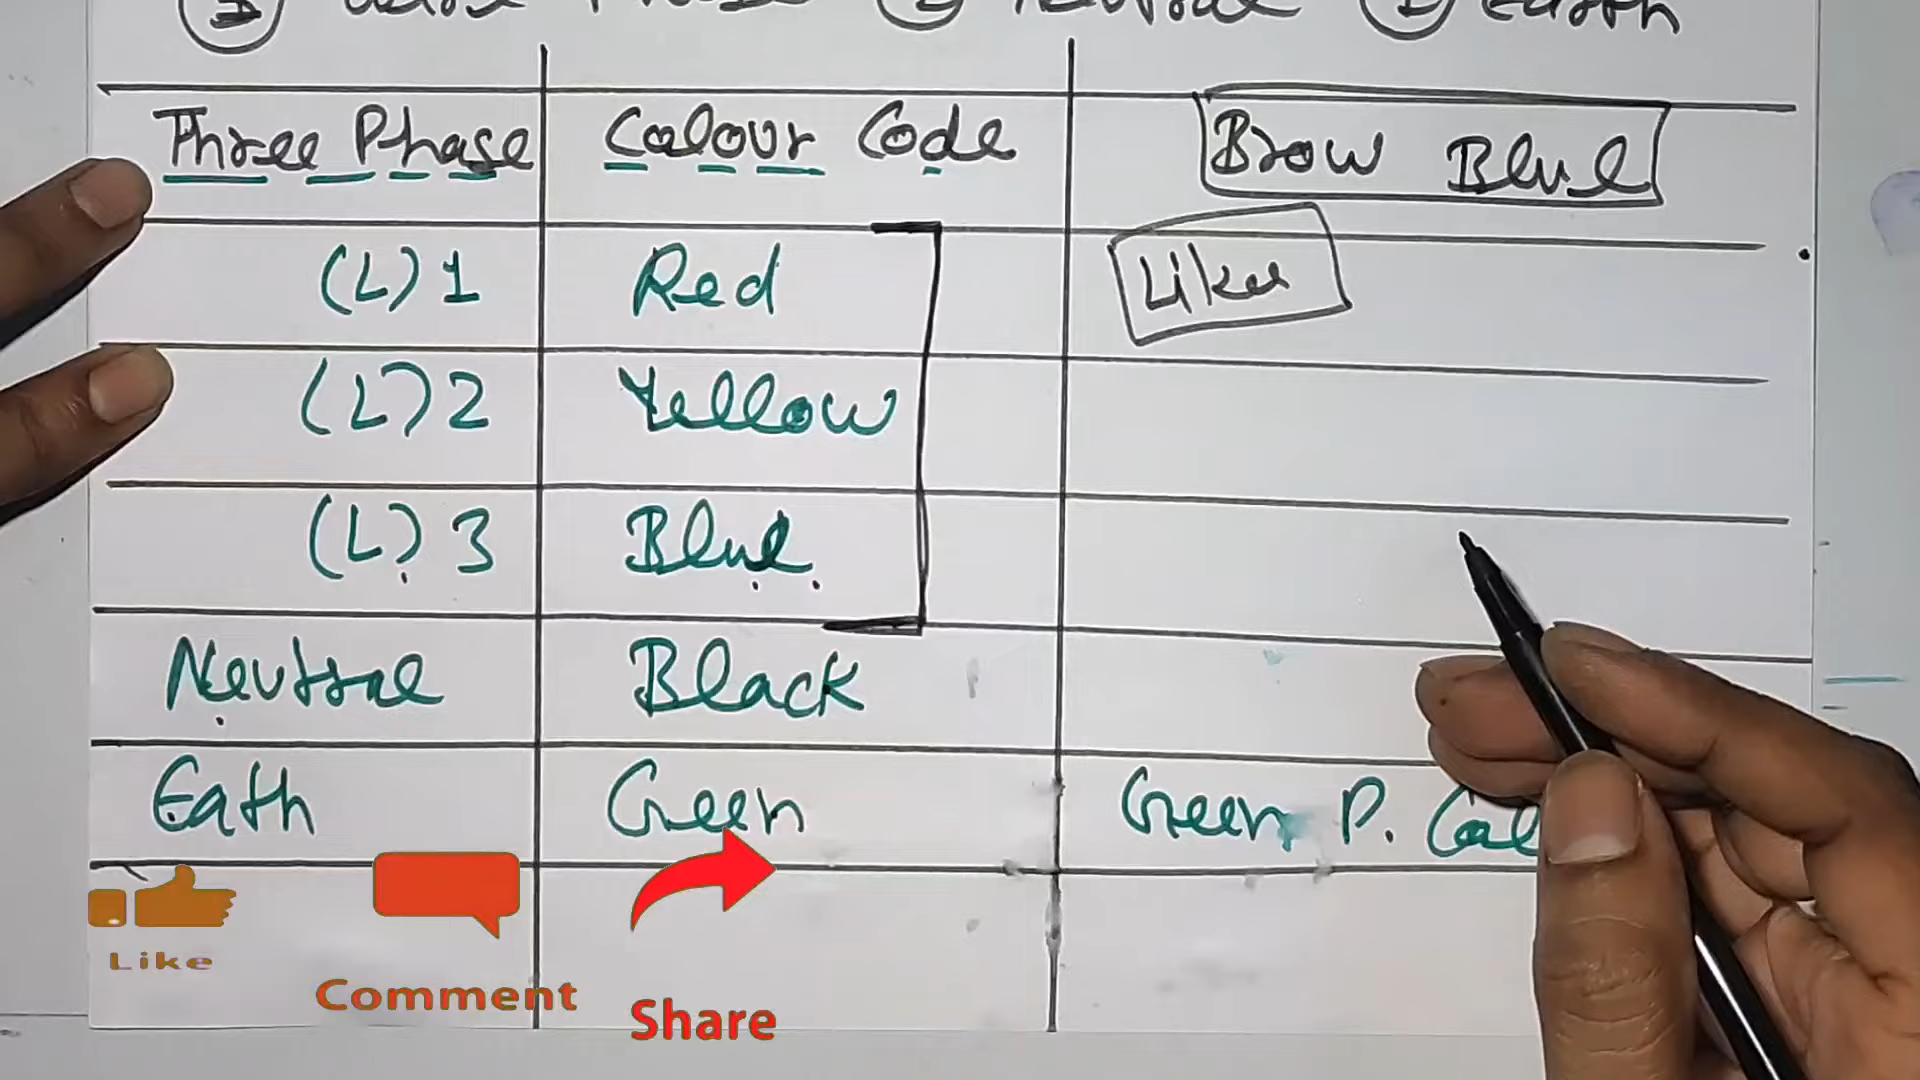 Three Phase Colour Code Brow Blue
(L) 1 Red Like
(L) 2 Yellow
(L) 3 Blue
Neutral Black
Eath Green Green P. Col
Like
Comment
Share